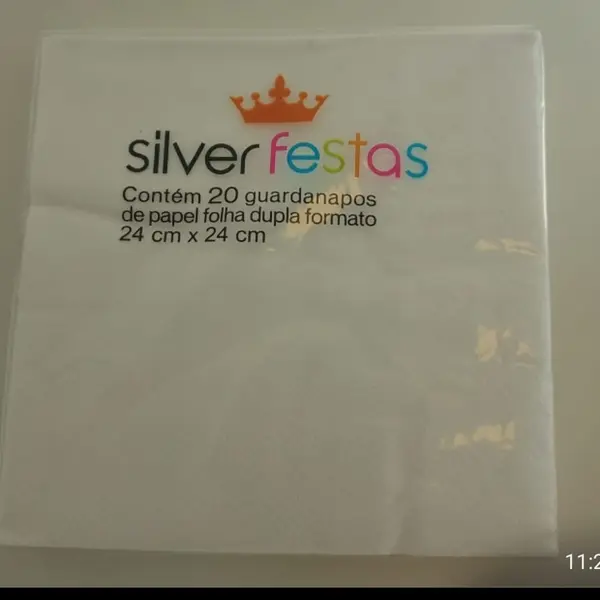 silver festas
Contém 20 guardanapos
de papel folha dupla formato
24 cm x 24 cm